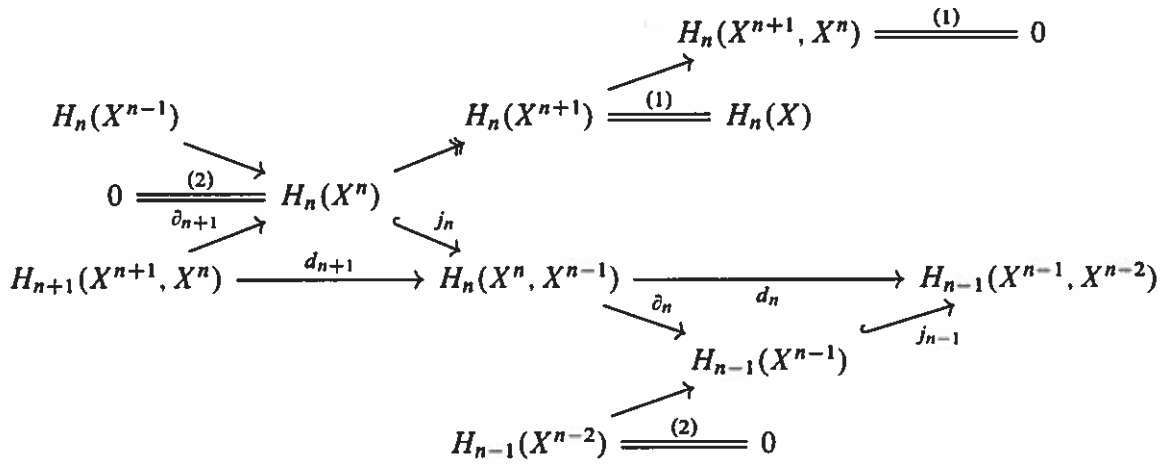 H_n(X^{n+1}, X^n) (1) 0
H_n(X^{n-1}) H_n(X^{n+1}) (1) H_n(X)
0 (2) H_n(X^n)
∂_{n+1} j_n
H_{n+1}(X^{n+1}, X^n) d_{n+1} H_n(X^n, X^{n-1}) d_n H_{n-1}(X^{n-1}, X^{n-2})
∂_n j_{n-1}
H_{n-1}(X^{n-1})
H_{n-1}(X^{n-2}) (2) 0